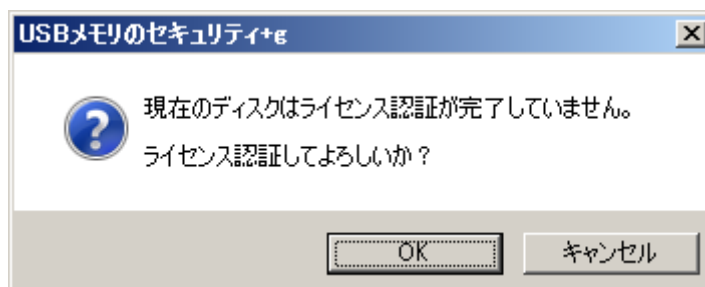 USBメモリのセキュリティ+g
現在のディスクはライセンス認証が完了していません。
ライセンス認証してよろしいか？
OK
キャンセル